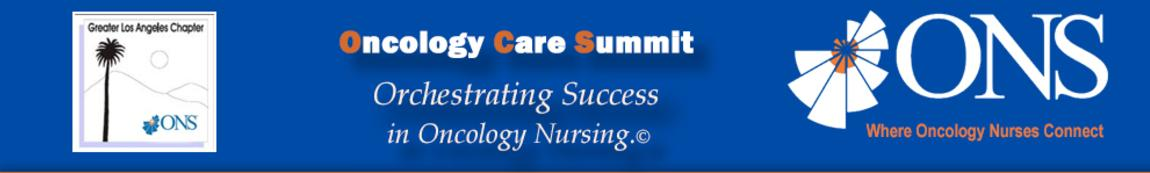 Greater Los Angeles Chapter
ONS
Oncology Care Summit
Orchestrating Success
in Oncology Nursing.©
ONS
Where Oncology Nurses Connect